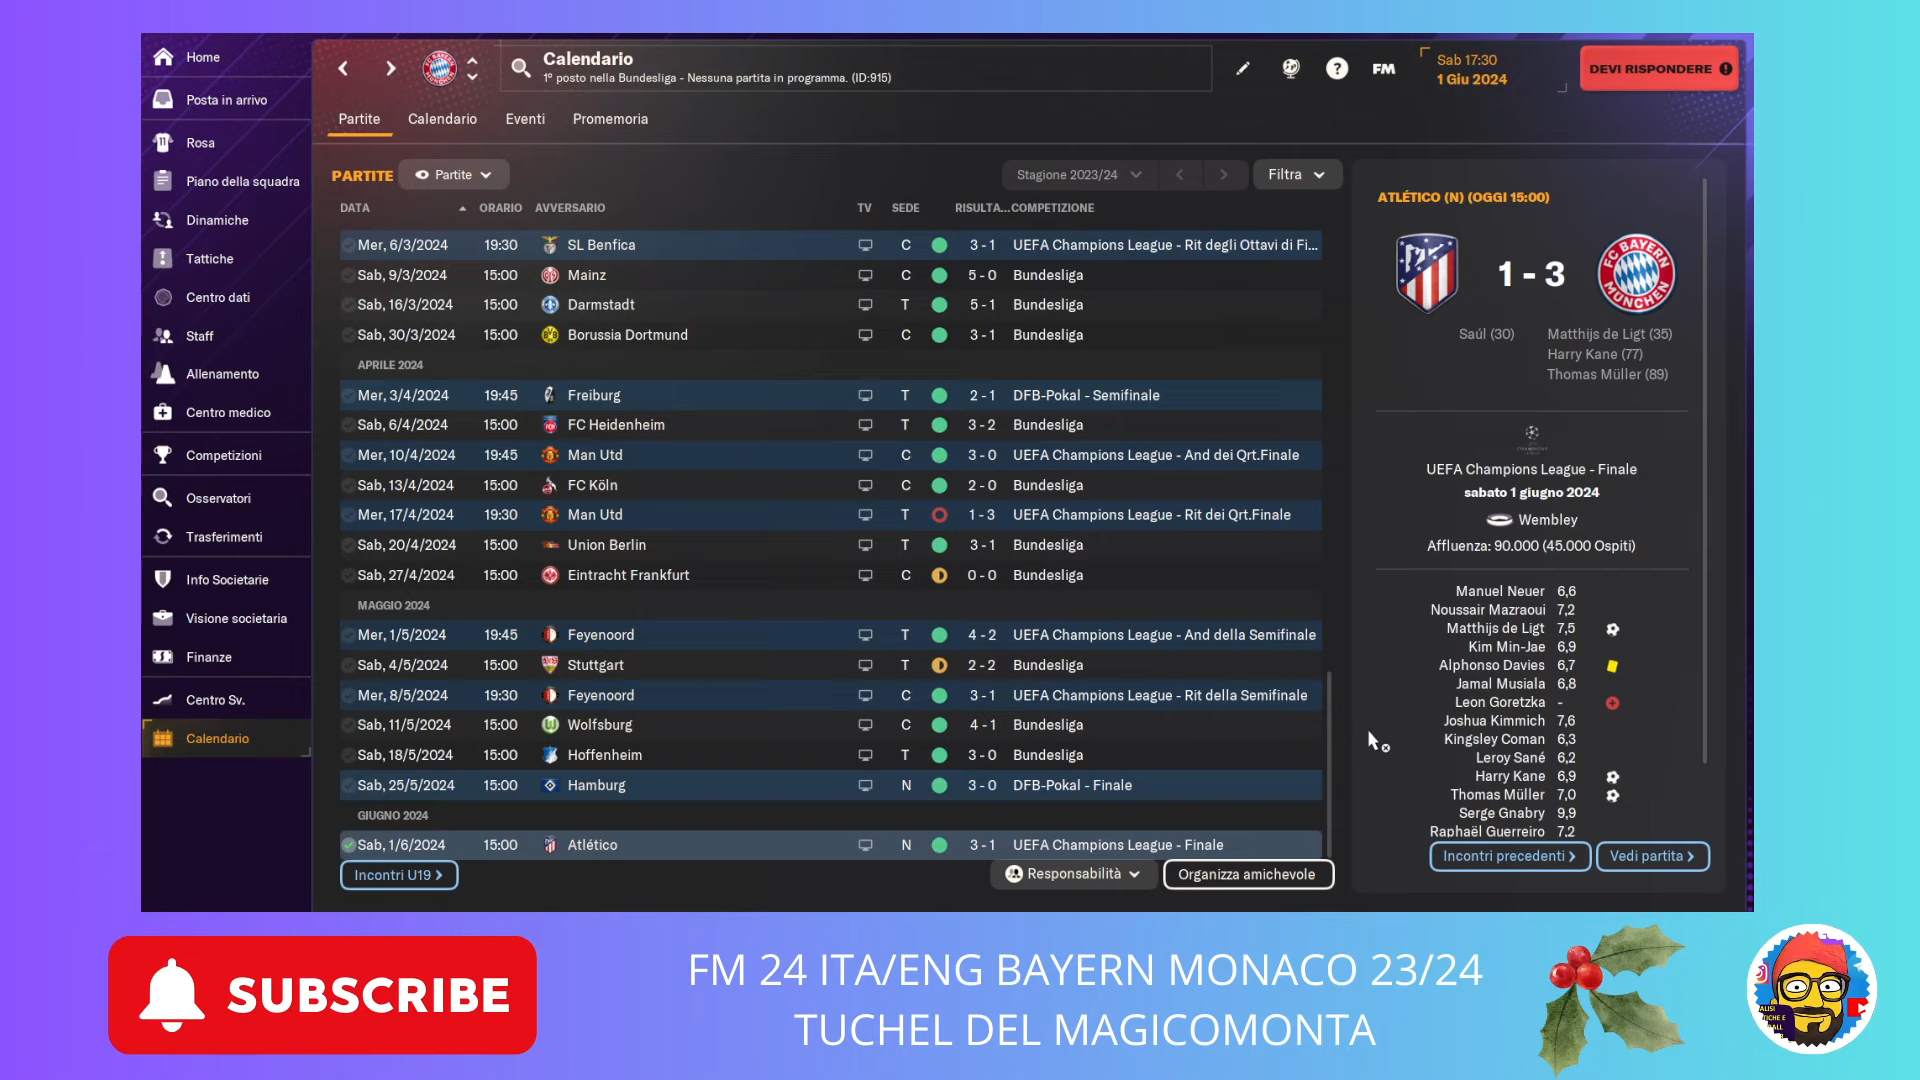 Home
Posta in arrivo
Rosa
Piano della squadra
Dinamiche
Tattiche
Centro dati
Staff
Allenamento
Centro medico
Competizioni
Osservatori
Trasferimenti
Info Societarie
Visione societaria
Finanze
Centro Sv.
Calendario
Calendario
1° posto nella Bundesliga - Nessuna partita in programma. (ID:915)
? FM
Sab 17:30
1 Giu 2024
DEVI RISPONDERE
Partite Calendario Eventi Promemoria
PARTITE Partite Stagione 2023/24 Filtra
DATA ORARIO AVVERSARIO TV SEDE RISULTA... COMPETIZIONE
Mer, 6/3/2024 19:30 SL Benfica C 3 - 1 UEFA Champions League - Rit degli Ottavi di Fi...
Sab, 9/3/2024 15:00 Mainz C 5 - 0 Bundesliga
Sab, 16/3/2024 15:00 Darmstadt T 5 - 1 Bundesliga
Sab, 30/3/2024 15:00 Borussia Dortmund C 3 - 1 Bundesliga
APRILE 2024
Mer, 3/4/2024 19:45 Freiburg T 2 - 1 DFB-Pokal - Semifinale
Sab, 6/4/2024 15:00 FC Heidenheim T 3 - 2 Bundesliga
Mer, 10/4/2024 19:45 Man Utd C 3 - 0 UEFA Champions League - And dei Qrt.Finale
Sab, 13/4/2024 15:00 FC Köln C 2 - 0 Bundesliga
Mer, 17/4/2024 19:30 Man Utd T 1 - 3 UEFA Champions League - Rit dei Qrt.Finale
Sab, 20/4/2024 15:00 Union Berlin T 3 - 1 Bundesliga
Sab, 27/4/2024 15:00 Eintracht Frankfurt C 0 - 0 Bundesliga
MAGGIO 2024
Mer, 1/5/2024 19:45 Feyenoord T 4 - 2 UEFA Champions League - And della Semifinale
Sab, 4/5/2024 15:00 Stuttgart T 2 - 2 Bundesliga
Mer, 8/5/2024 19:30 Feyenoord C 3 - 1 UEFA Champions League - Rit della Semifinale
Sab, 11/5/2024 15:00 Wolfsburg C 4 - 1 Bundesliga
Sab, 18/5/2024 15:00 Hoffenheim T 3 - 0 Bundesliga
Sab, 25/5/2024 15:00 Hamburg N 3 - 0 DFB-Pokal - Finale
GIUGNO 2024
Sab, 1/6/2024 15:00 Atlético N 3 - 1 UEFA Champions League - Finale
Incontri U19 Responsabilità Organizza amichevole
ATLÉTICO (N) (OGGI 15:00)
1 - 3
FC BAYERN MÜNCHEN
Saúl (30) Matthijs de Ligt (35)
Harry Kane (77)
Thomas Müller (89)
UEFA Champions League - Finale
sabato 1 giugno 2024
Wembley
Affluenza: 90.000 (45.000 Ospiti)
Manuel Neuer 6,6
Noussair Mazraoui 7,2
Matthijs de Ligt 7,5
Kim Min-Jae 6,9
Alphonso Davies 6,7
Jamal Musiala 6,8
Leon Goretzka -
Joshua Kimmich 7,6
Kingsley Coman 6,3
Leroy Sané 6,2
Harry Kane 6,9
Thomas Müller 7,0
Serge Gnabry 9,9
Raphaël Guerreiro 7,2
Incontri precedenti Vedi partita
SUBSCRIBE
FM 24 ITA/ENG BAYERN MONACO 23/24
TUCHEL DEL MAGICOMONTA